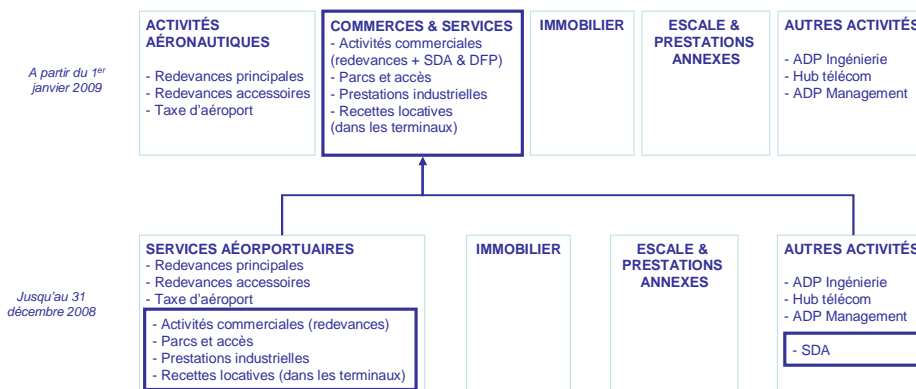 A partir du 1er
janvier 2009
ACTIVITÉS
AÉRONAUTIQUES
- Redevances principales
- Redevances accessoires
- Taxe d'aéroport
COMMERCES & SERVICES
- Activités commerciales
(redevances + SDA & DFP)
- Parcs et accès
- Prestations industrielles
- Recettes locatives
(dans les terminaux)
IMMOBILIER
ESCALE &
PRESTATIONS
ANNEXES
AUTRES ACTIVITÉS
- ADP Ingénierie
- Hub télécom
- ADP Management
Jusqu'au 31
décembre 2008
SERVICES AÉORPORTUAIRES
- Redevances principales
- Redevances accessoires
- Taxe d'aéroport
- Activités commerciales (redevances)
- Parcs et accès
- Prestations industrielles
- Recettes locatives (dans les terminaux)
IMMOBILIER
ESCALE &
PRESTATIONS
ANNEXES
AUTRES ACTIVITÉS
- ADP Ingénierie
- Hub télécom
- ADP Management
- SDA